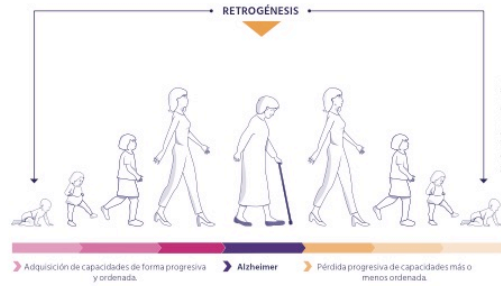 RETROGÉNESIS
Adquisición de capacidades de forma progresiva
y ordenada.
Alzheimer
Pérdida progresiva de capacidades más o
menos ordenada.